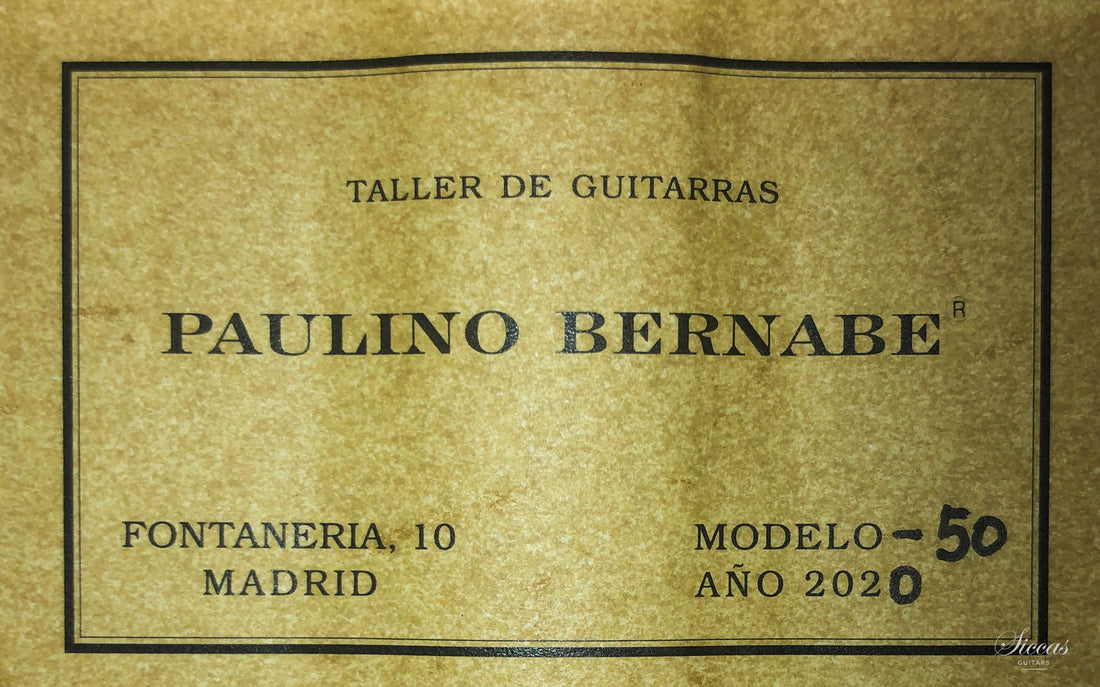 TALLER DE GUITARRAS
PAULINO BERNABE ®
FONTANERIA, 10
MADRID
MODELO - 50
AÑO 2020
Siccas
GUITARS